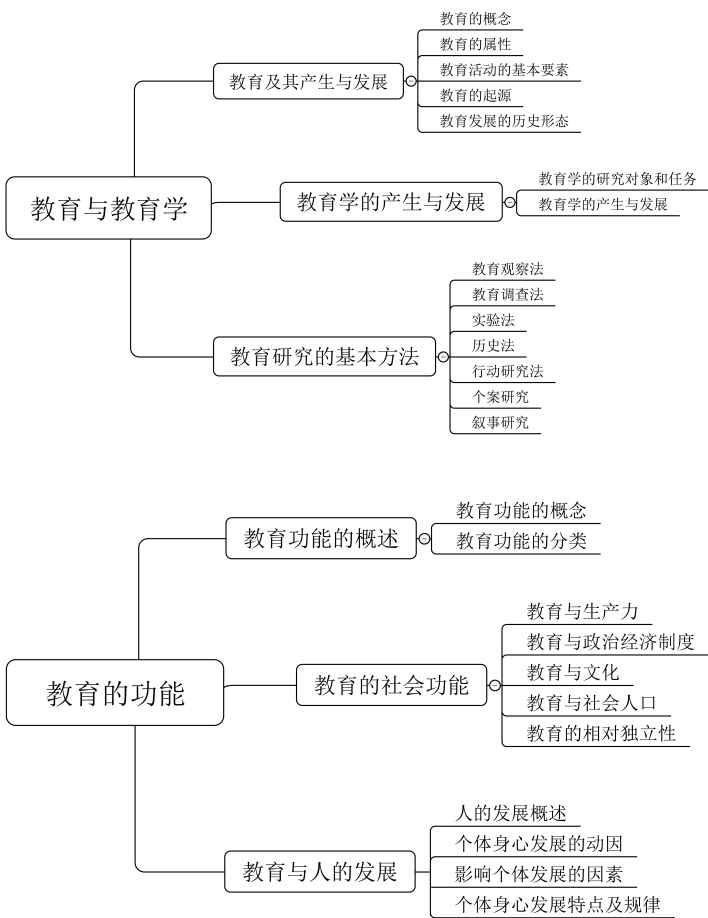 教育与教育学
教育及其产生与发展
教育的概念
教育的属性
教育活动的基本要素
教育的起源
教育发展的历史形态
教育学的产生与发展
教育学的研究对象和任务
教育学的产生与发展
教育研究的基本方法
教育观察法
教育调查法
实验法
历史法
行动研究法
个案研究
叙事研究
教育的功能
教育功能的概述
教育功能的概念
教育功能的分类
教育的社会功能
教育与生产力
教育与政治经济制度
教育与文化
教育与社会人口
教育的相对独立性
教育与人的发展
人的发展概述
个体身心发展的动因
影响个体发展的因素
个体身心发展特点及规律